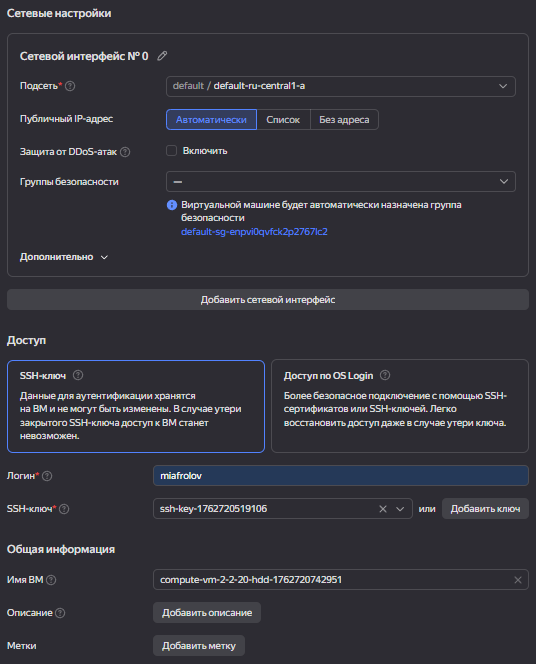 Сетевые настройки
Сетевой интерфейс № 0
Подсеть* default / default-ru-central1-a
Публичный IP-адрес Автоматически Список Без адреса
Защита от DDoS-атак Включить
Группы безопасности —
Виртуальной машине будет автоматически назначена группа
безопасности
default-sg-enpvi0qvfck2p2767lc2
Дополнительно
Добавить сетевой интерфейс
Доступ
SSH-ключ
Данные для аутентификации хранятся
на ВМ и не могут быть изменены. В случае утери
закрытого SSH-ключа доступ к ВМ станет
невозможен.
Доступ по OS Login
Более безопасное подключение с помощью SSH-
сертификатов или SSH-ключей. Легко
восстановить доступ даже в случае утери ключа.
Логин* miafrolov
SSH-ключ* ssh-key-1762720519106 или Добавить ключ
Общая информация
Имя ВМ compute-vm-2-2-20-hdd-1762720742951
Описание Добавить описание
Метки Добавить метку